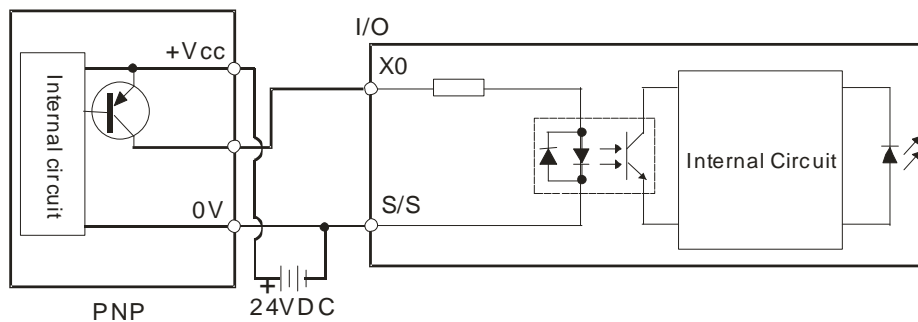 I/O
+Vcc
X0
Internal circuit
Internal Circuit
0V
S/S
+
24VDC
PNP